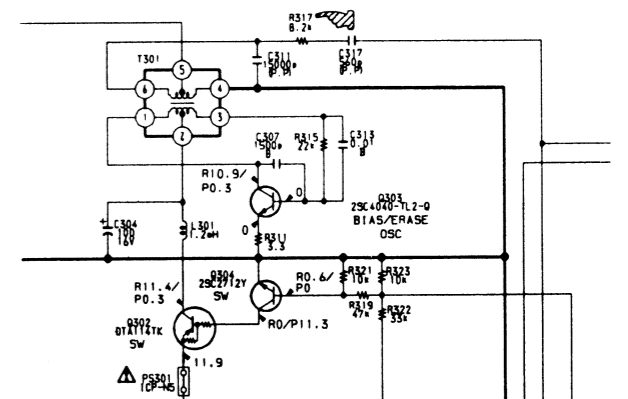 R317
8.2k
T301
C311
15000p
(P.P)
C317
560p
(P.P)
5
6
4
1
3
2
C307
1500p
B
R315
22k
C313
0.01
B
R10.9/
P0.3
0
Q303
2SC4040-TL2-Q
BIAS/ERASE
OSC
+
C304
100
16V
L301
1.2mH
0
R311
3.3
Q304
2SC2712Y
SW
R0.6/
P0
R321
10k
R323
10k
R11.4/
P0.3
R319
47k
R322
33k
Q302
DTA114TK
SW
R0/P11.3
11.9
PS301
ICP-N5